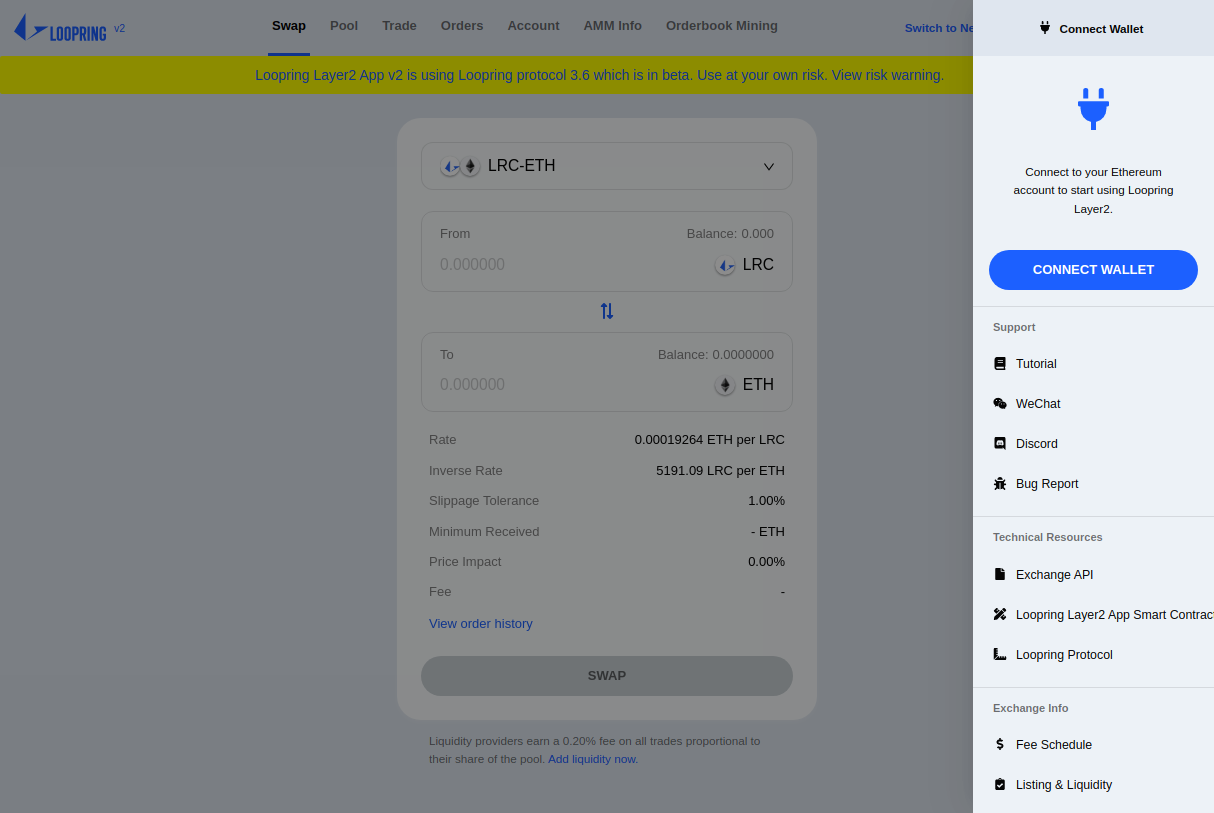 LOOPRING v2
Swap Pool Trade Orders Account AMM Info Orderbook Mining
Switch to Ne
Loopring Layer2 App v2 is using Loopring protocol 3.6 which is in beta. Use at your own risk. View risk warning.
LRC-ETH
From Balance: 0.000
0.000000 LRC
To Balance: 0.0000000
0.000000 ETH
Rate 0.00019264 ETH per LRC
Inverse Rate 5191.09 LRC per ETH
Slippage Tolerance 1.00%
Minimum Received - ETH
Price Impact 0.00%
Fee -
View order history
SWAP
Liquidity providers earn a 0.20% fee on all trades proportional to
their share of the pool. Add liquidity now.
Connect Wallet
Connect to your Ethereum
account to start using Loopring
Layer2.
CONNECT WALLET
Support
Tutorial
WeChat
Discord
Bug Report
Technical Resources
Exchange API
Loopring Layer2 App Smart Contrac
Loopring Protocol
Exchange Info
Fee Schedule
Listing & Liquidity